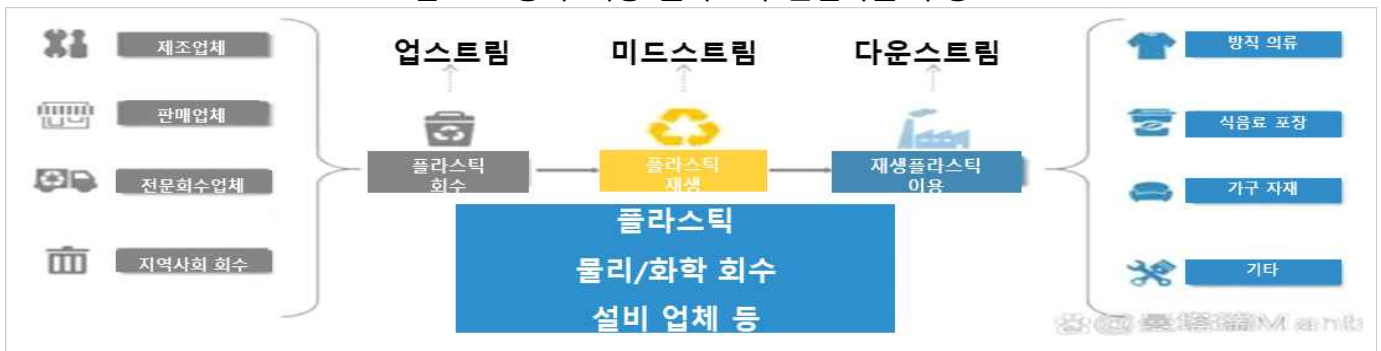 제조업체
판매업체
전문회수업체
지역사회 회수
업스트림
미드스트림
다운스트림
플라스틱
회수
플라스틱
재생
재생플라스틱
이용
플라스틱
물리/화학 회수
설비 업체 등
방직 의류
식음료 포장
가구 자재
기타